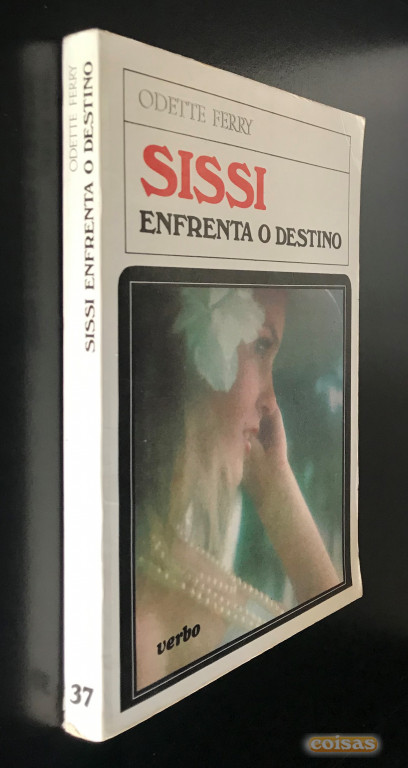 ODETTE FERRY
SISSI ENFRENTA O DESTINO
37
ODETTE FERRY
SISSI
ENFRENTA O DESTINO
verbo
coisas